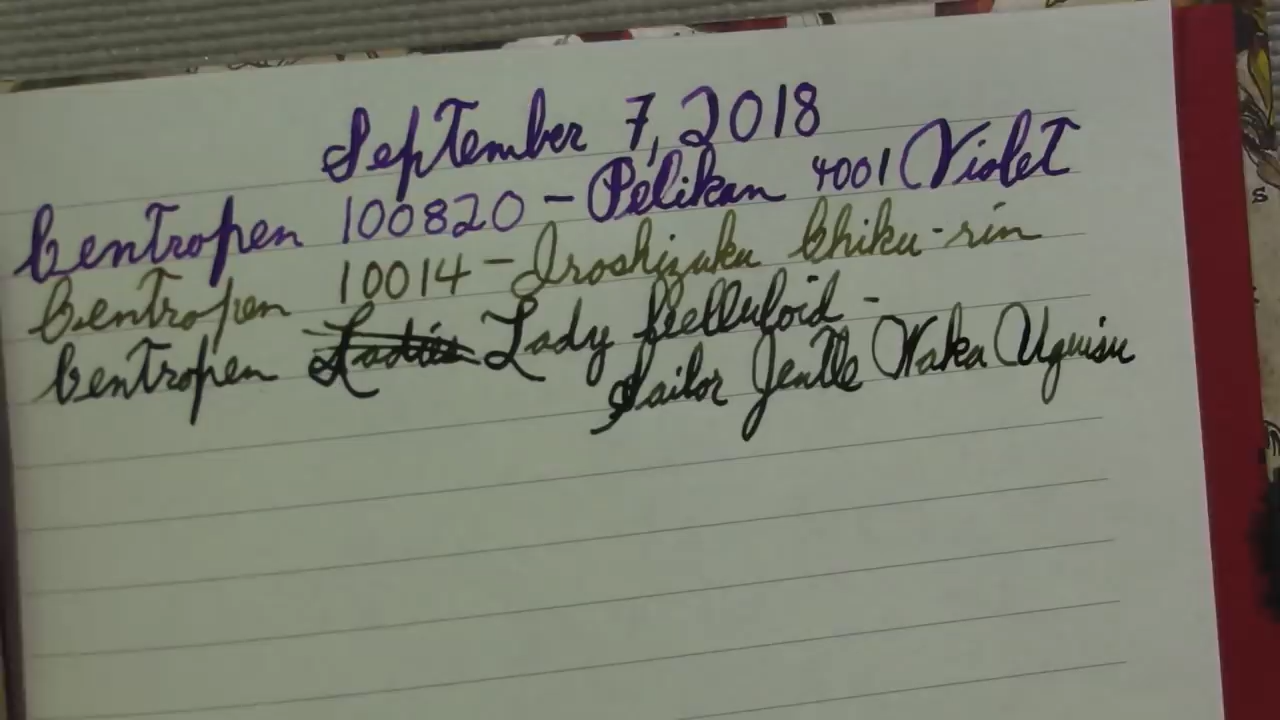 September 7, 2018
Centropen 100820 - Pelikan 4001 Violet
Centropen 10014 - Iroshizuku Chiku-rin
Centropen Ladies Lady Celluloid -
Sailor Jentle Waka Uguisu
s